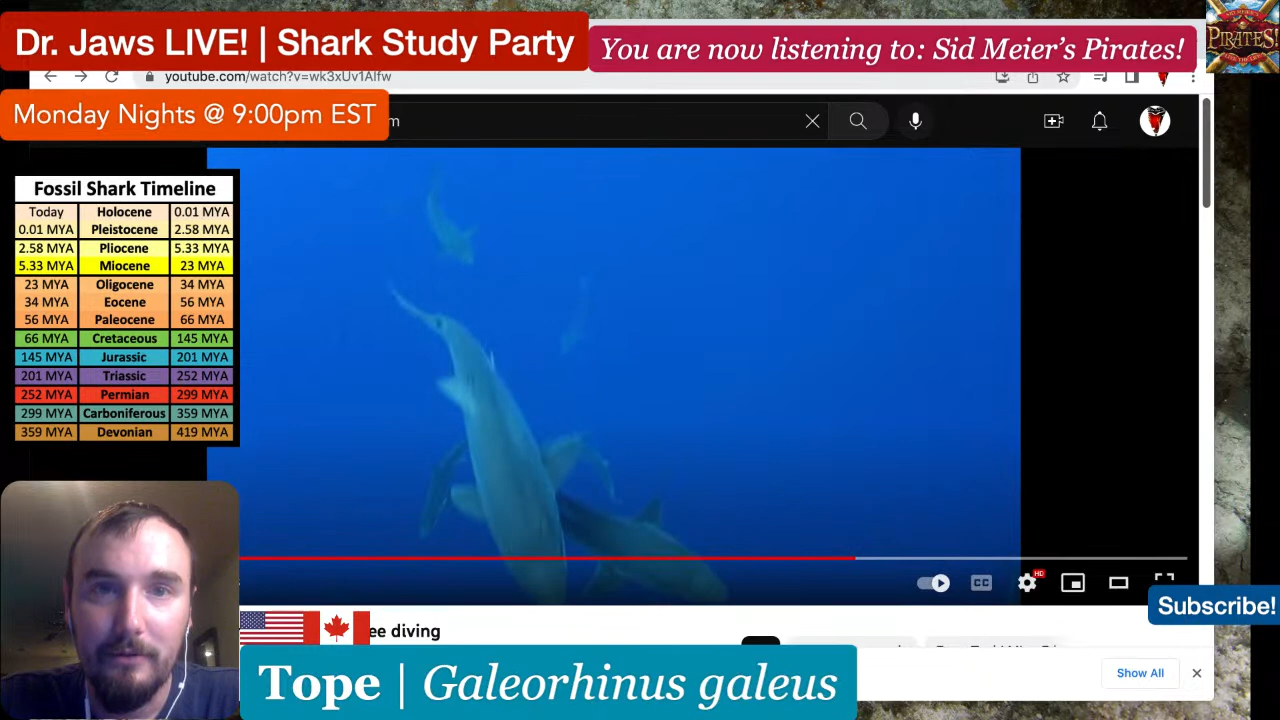 Dr. Jaws LIVE! | Shark Study Party
You are now listening to: Sid Meier's Pirates!
PIRATES!
youtube.com/watch?v=wk3xUv1Alfw
Monday Nights @ 9:00pm EST
m
Fossil Shark Timeline
Today Holocene 0.01 MYA
0.01 MYA Pleistocene 2.58 MYA
2.58 MYA Pliocene 5.33 MYA
5.33 MYA Miocene 23 MYA
23 MYA Oligocene 34 MYA
34 MYA Eocene 56 MYA
56 MYA Paleocene 66 MYA
66 MYA Cretaceous 145 MYA
145 MYA Jurassic 201 MYA
201 MYA Triassic 252 MYA
252 MYA Permian 299 MYA
299 MYA Carboniferous 359 MYA
359 MYA Devonian 419 MYA
CC
HD
Subscribe!
ee diving
Show All
Tope | Galeorhinus galeus